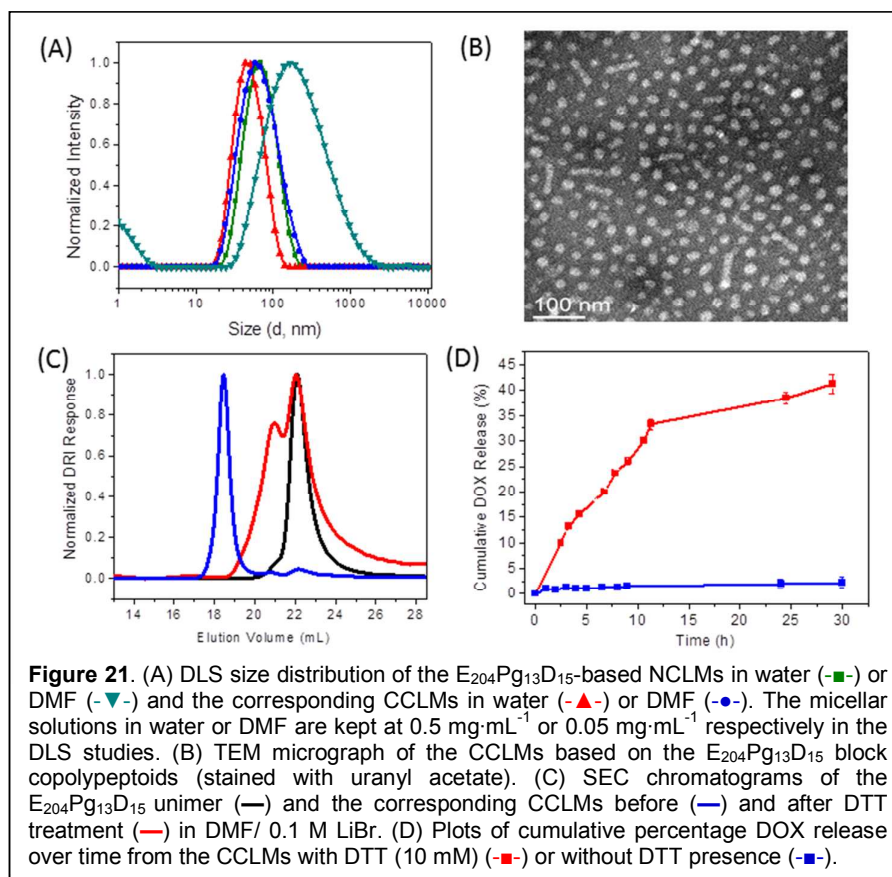 (A)
1.0
0.8
0.6
0.4
0.2
0.0
Normalized Intensity
1 10 100 1000 10000
Size (d, nm)
(B)
100 nm
(C)
1.0
0.8
0.6
0.4
0.2
0.0
Normalized DRI Response
14 16 18 20 22 24 26 28
Elution Volume (mL)
(D)
45
40
35
30
25
20
15
10
5
0
Cumulative DOX Release (%)
0 5 10 15 20 25 30
Time (h)
Figure 21. (A) DLS size distribution of the E₂₀₄Pg₁₃D₁₅-based NCLMs in water (-■-) or
DMF (-▼-) and the corresponding CCLMs in water (-▲-) or DMF (-●-). The micellar
solutions in water or DMF are kept at 0.5 mg·mL⁻¹ or 0.05 mg·mL⁻¹ respectively in the
DLS studies. (B) TEM micrograph of the CCLMs based on the E₂₀₄Pg₁₃D₁₅ block
copolypeptoids (stained with uranyl acetate). (C) SEC chromatograms of the
E₂₀₄Pg₁₃D₁₅ unimer (—) and the corresponding CCLMs before (—) and after DTT
treatment (—) in DMF/ 0.1 M LiBr. (D) Plots of cumulative percentage DOX release
over time from the CCLMs with DTT (10 mM) (-■-) or without DTT presence (-■-).